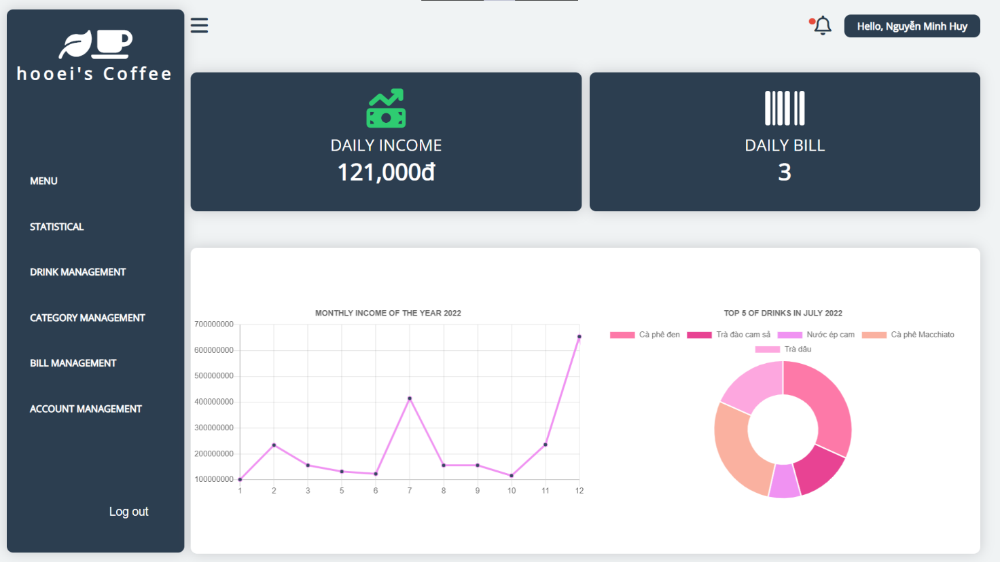 hooei's Coffee
MENU
STATISTICAL
DRINK MANAGEMENT
CATEGORY MANAGEMENT
BILL MANAGEMENT
ACCOUNT MANAGEMENT
Log out
Hello, Nguyễn Minh Huy
DAILY INCOME
121,000đ
DAILY BILL
3
MONTHLY INCOME OF THE YEAR 2022
700000000
600000000
500000000
400000000
300000000
200000000
100000000
1 2 3 5 6 7 8 9 10 11 12
TOP 5 OF DRINKS IN JULY 2022
Cà phê đen Trà đào cam sả Nước ép cam Cà phê Macchiato
Trà dâu